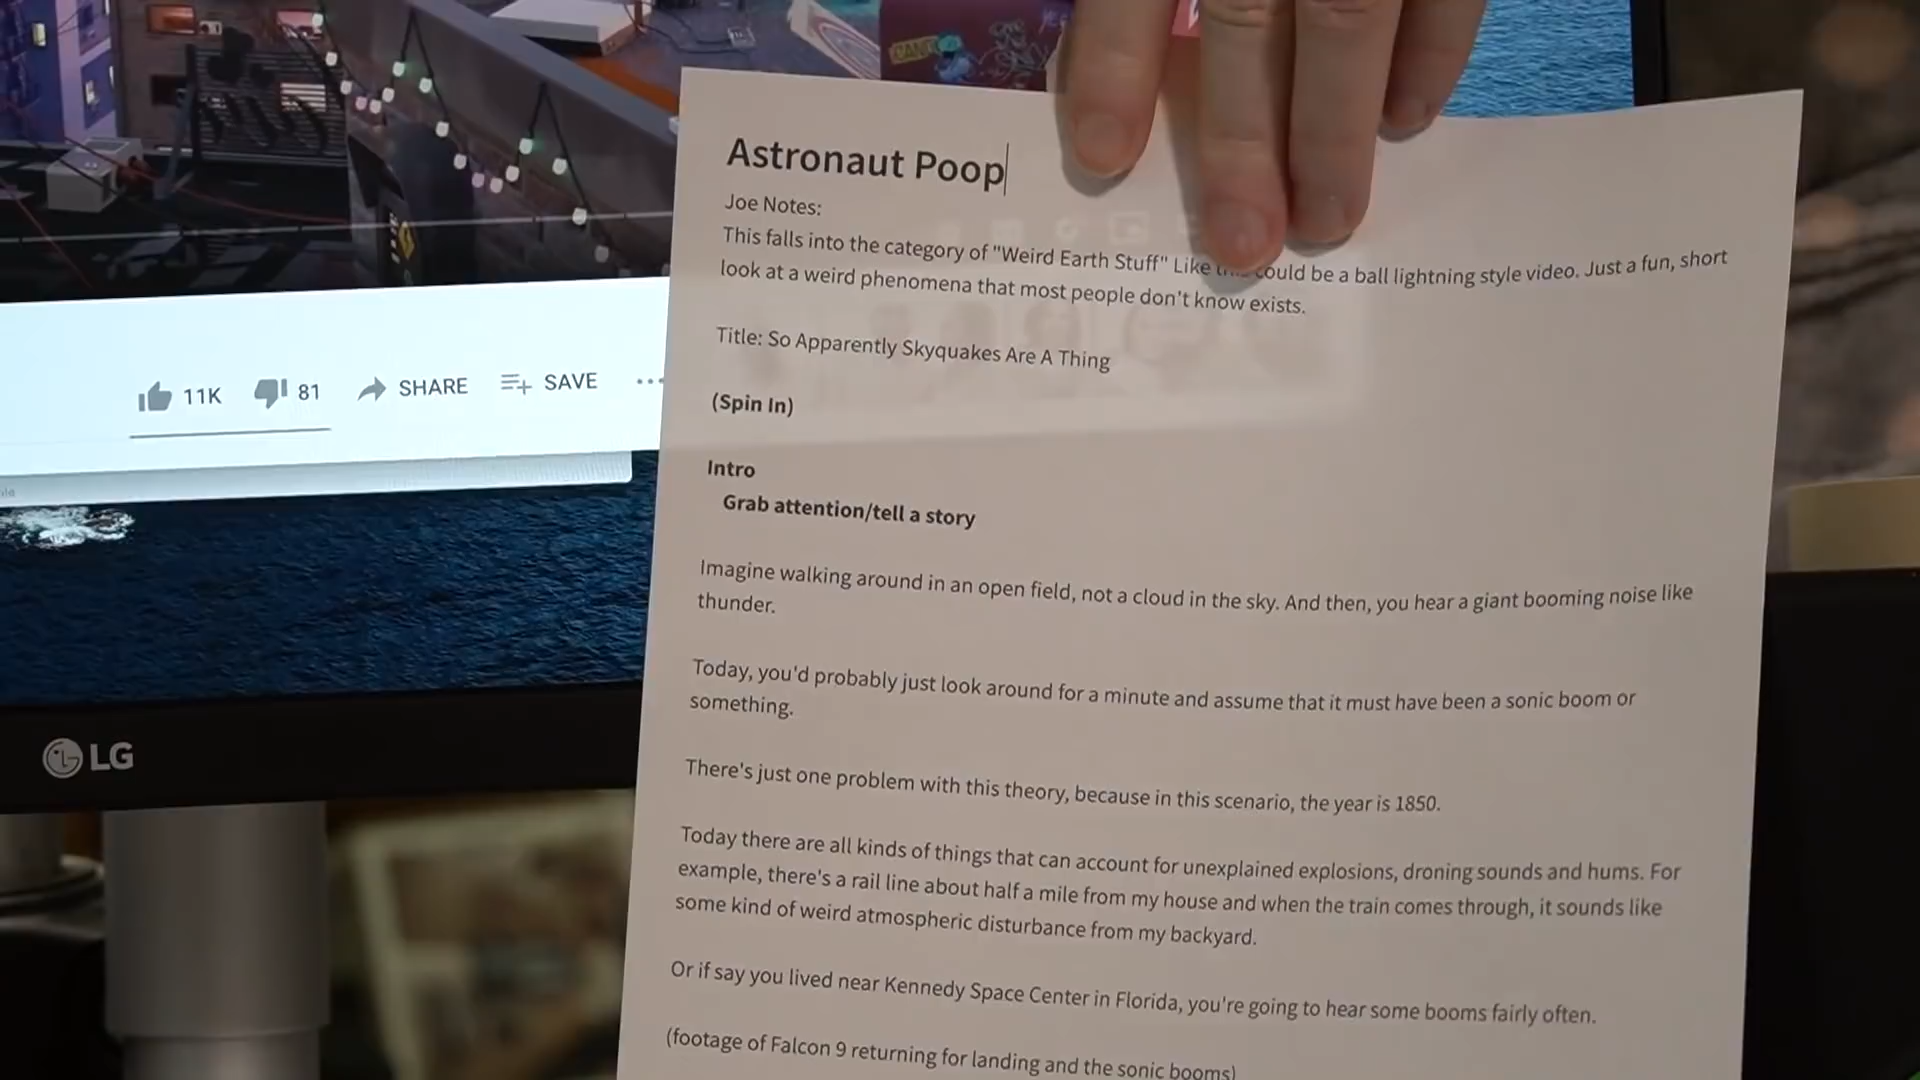 Astronaut Poop
Joe Notes:
This falls into the category of "Weird Earth Stuff" Like could be a ball lightning style video. Just a fun, short
look at a weird phenomena that most people don't know exists.
Title: So Apparently Skyquakes Are A Thing
(Spin In)
Intro
Grab attention/tell a story
Imagine walking around in an open field, not a cloud in the sky. And then, you hear a giant booming noise like
thunder.
Today, you'd probably just look around for a minute and assume that it must have been a sonic boom or
something.
There's just one problem with this theory, because in this scenario, the year is 1850.
Today there are all kinds of things that can account for unexplained explosions, droning sounds and hums. For
example, there's a rail line about half a mile from my house and when the train comes through, it sounds like
some kind of weird atmospheric disturbance from my backyard.
Or if say you lived near Kennedy Space Center in Florida, you're going to hear some booms fairly often.
(footage of Falcon 9 returning for landing and the sonic booms)
11K 81 SHARE SAVE
LG